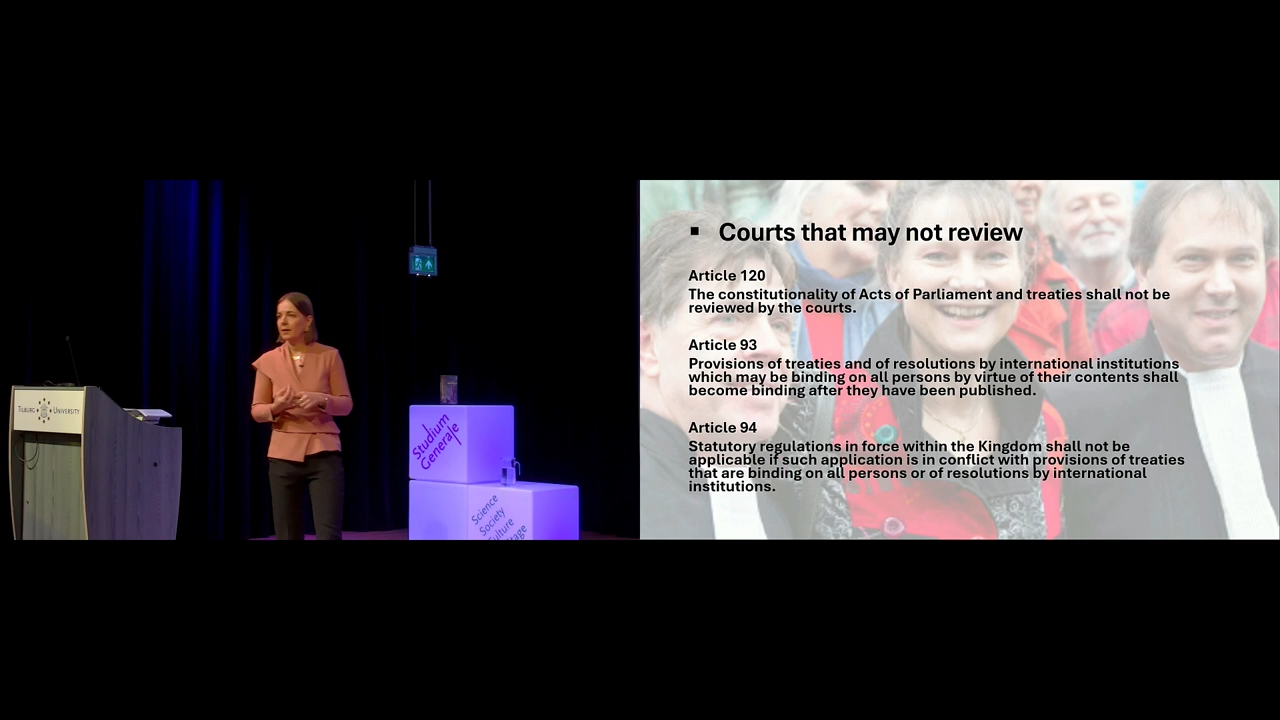 TILBURG UNIVERSITY
Studium
Generale
Science
Society
▪ Courts that may not review
Article 120
The constitutionality of Acts of Parliament and treaties shall not be
reviewed by the courts.
Article 93
Provisions of treaties and of resolutions by international institutions
which may be binding on all persons by virtue of their contents shall
become binding after they have been published.
Article 94
Statutory regulations in force within the Kingdom shall not be
applicable if such application is in conflict with provisions of treaties
that are binding on all persons or of resolutions by international
institutions.